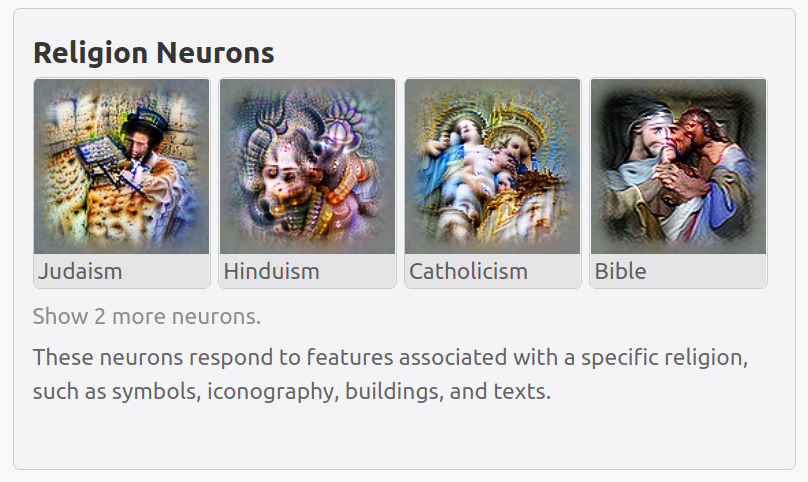 Religion Neurons
Judaism
Hinduism
Catholicism
Bible
Show 2 more neurons.
These neurons respond to features associated with a specific religion,
such as symbols, iconography, buildings, and texts.